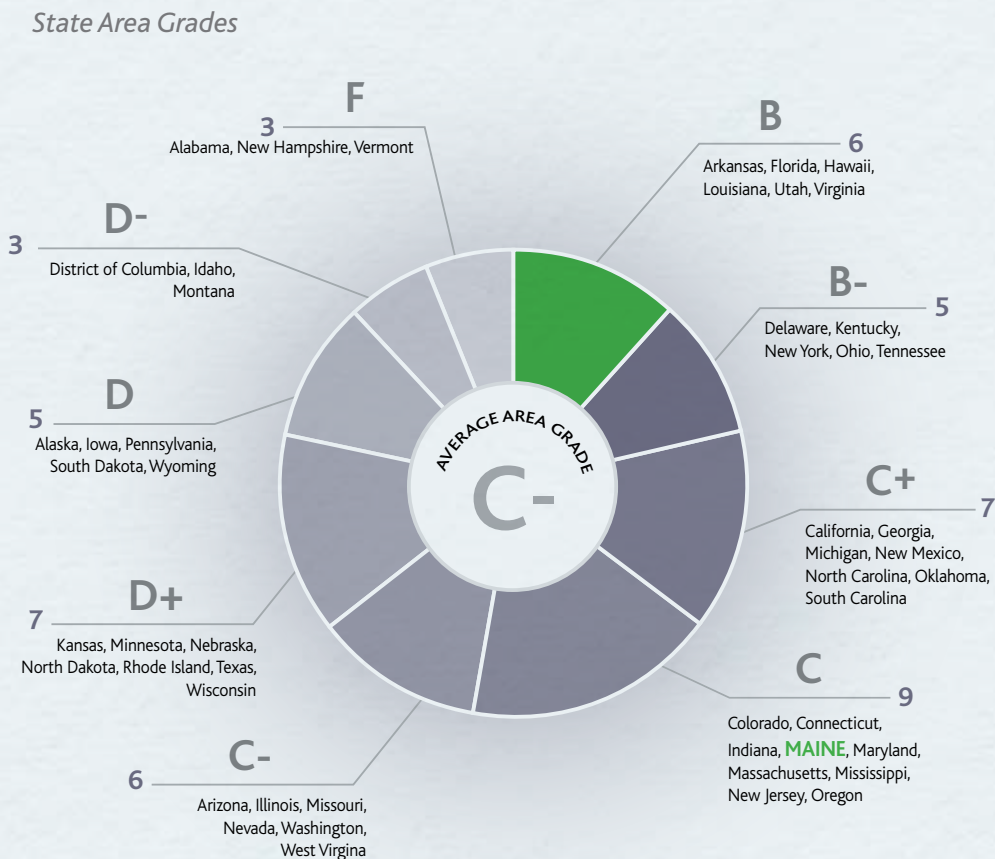 State Area Grades
F
3
Alabama, New Hampshire, Vermont
B
6
Arkansas, Florida, Hawaii,
Louisiana, Utah, Virginia
D-
3
District of Columbia, Idaho,
Montana
B-
5
Delaware, Kentucky,
New York, Ohio, Tennessee
D
5
Alaska, Iowa, Pennsylvania,
South Dakota, Wyoming
AVERAGE AREA GRADE
C-
C+
7
California, Georgia,
Michigan, New Mexico,
North Carolina, Oklahoma,
South Carolina
D+
7
Kansas, Minnesota, Nebraska,
North Dakota, Rhode Island, Texas,
Wisconsin
C
9
Colorado, Connecticut,
Indiana, MAINE, Maryland,
Massachusetts, Mississippi,
New Jersey, Oregon
C-
6
Arizona, Illinois, Missouri,
Nevada, Washington,
West Virgina